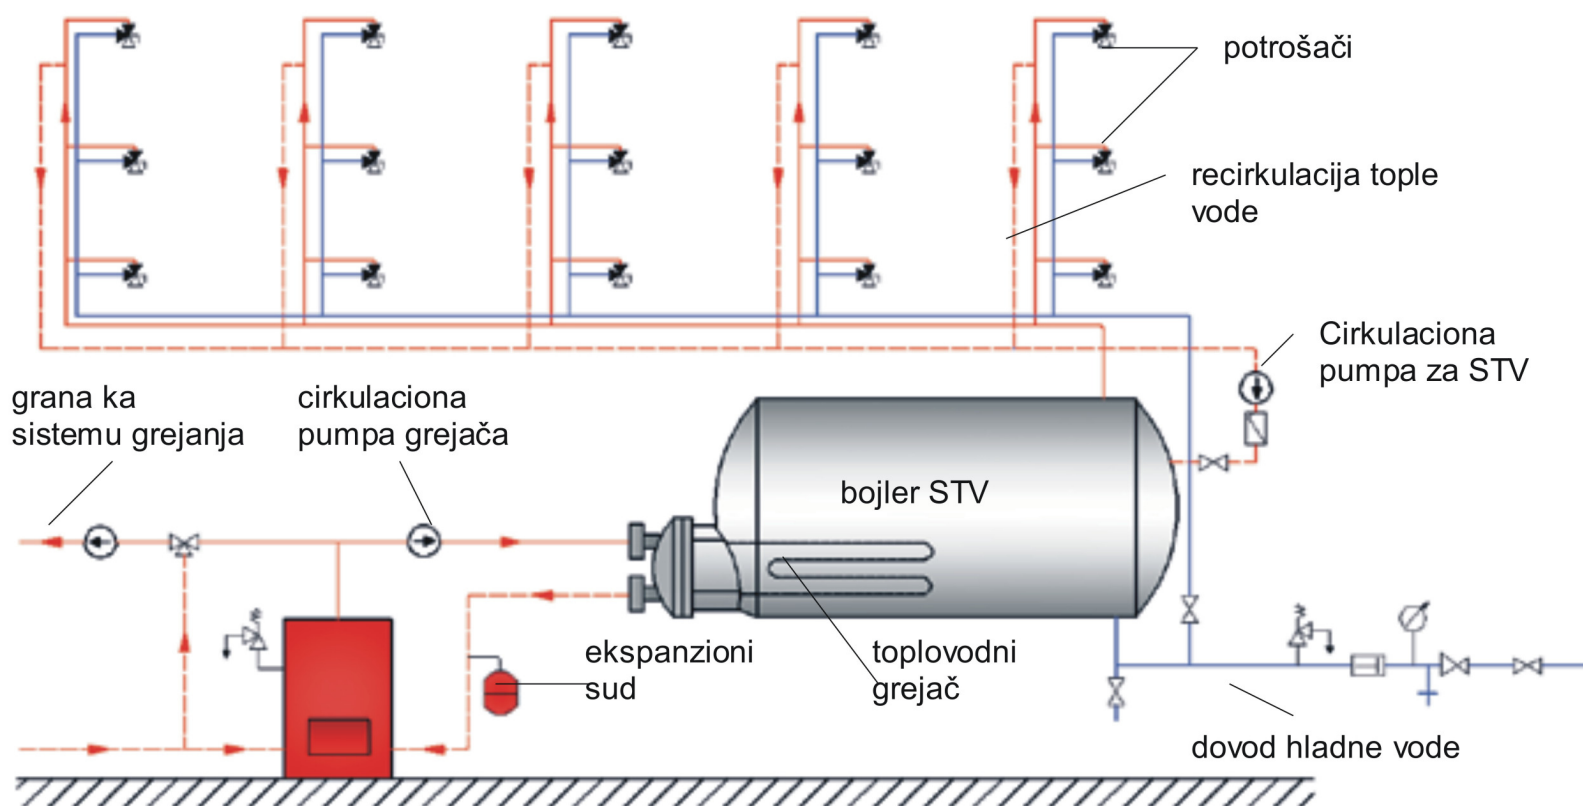 potrošači
recirkulacija tople
vode
Cirkulaciona
pumpa za STV
grana ka
sistemu grejanja
cirkulaciona
pumpa grejača
bojler STV
ekspanzioni
sud
toplovodni
grejač
dovod hladne vode